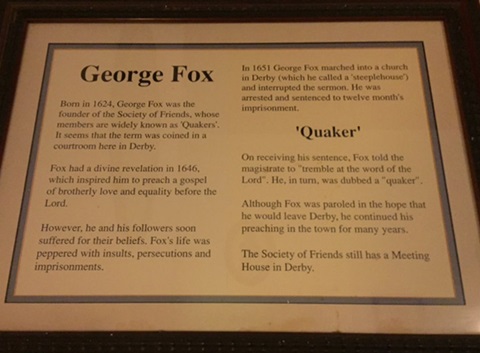 George Fox
Born in 1624, George Fox was the
founder of the Society of Friends, whose
members are widely known as 'Quakers'.
It seems that the term was coined in a
courtroom here in Derby.
Fox had a divine revelation in 1646,
which inspired him to preach a gospel
of brotherly love and equality before the
Lord.
However, he and his followers soon
suffered for their beliefs. Fox's life was
peppered with insults, persecutions and
imprisonments.
In 1651 George Fox marched into a church
in Derby (which he called a 'steeplehouse')
and interrupted the sermon. He was
arrested and sentenced to twelve month's
imprisonment.
'Quaker'
On receiving his sentence, Fox told the
magistrate to "tremble at the word of the
Lord". He, in turn, was dubbed a "quaker".
Although Fox was paroled in the hope that
he would leave Derby, he continued his
preaching in the town for many years.
The Society of Friends still has a Meeting
House in Derby.